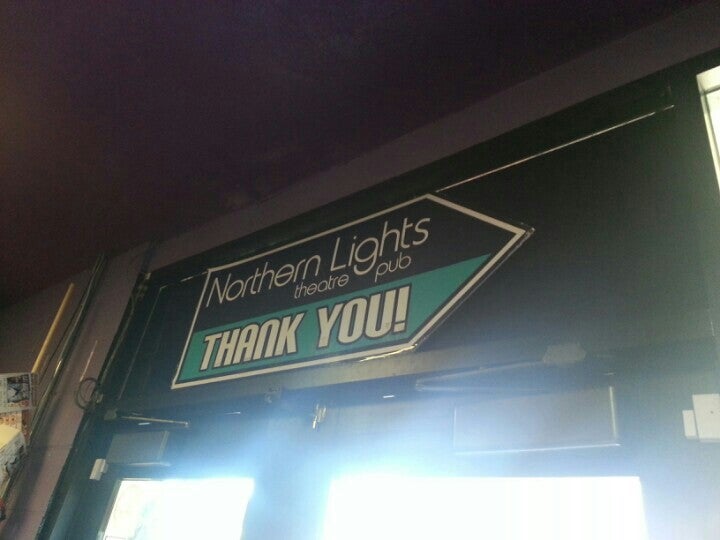 Northern Lights
theatre pub
THANK YOU!